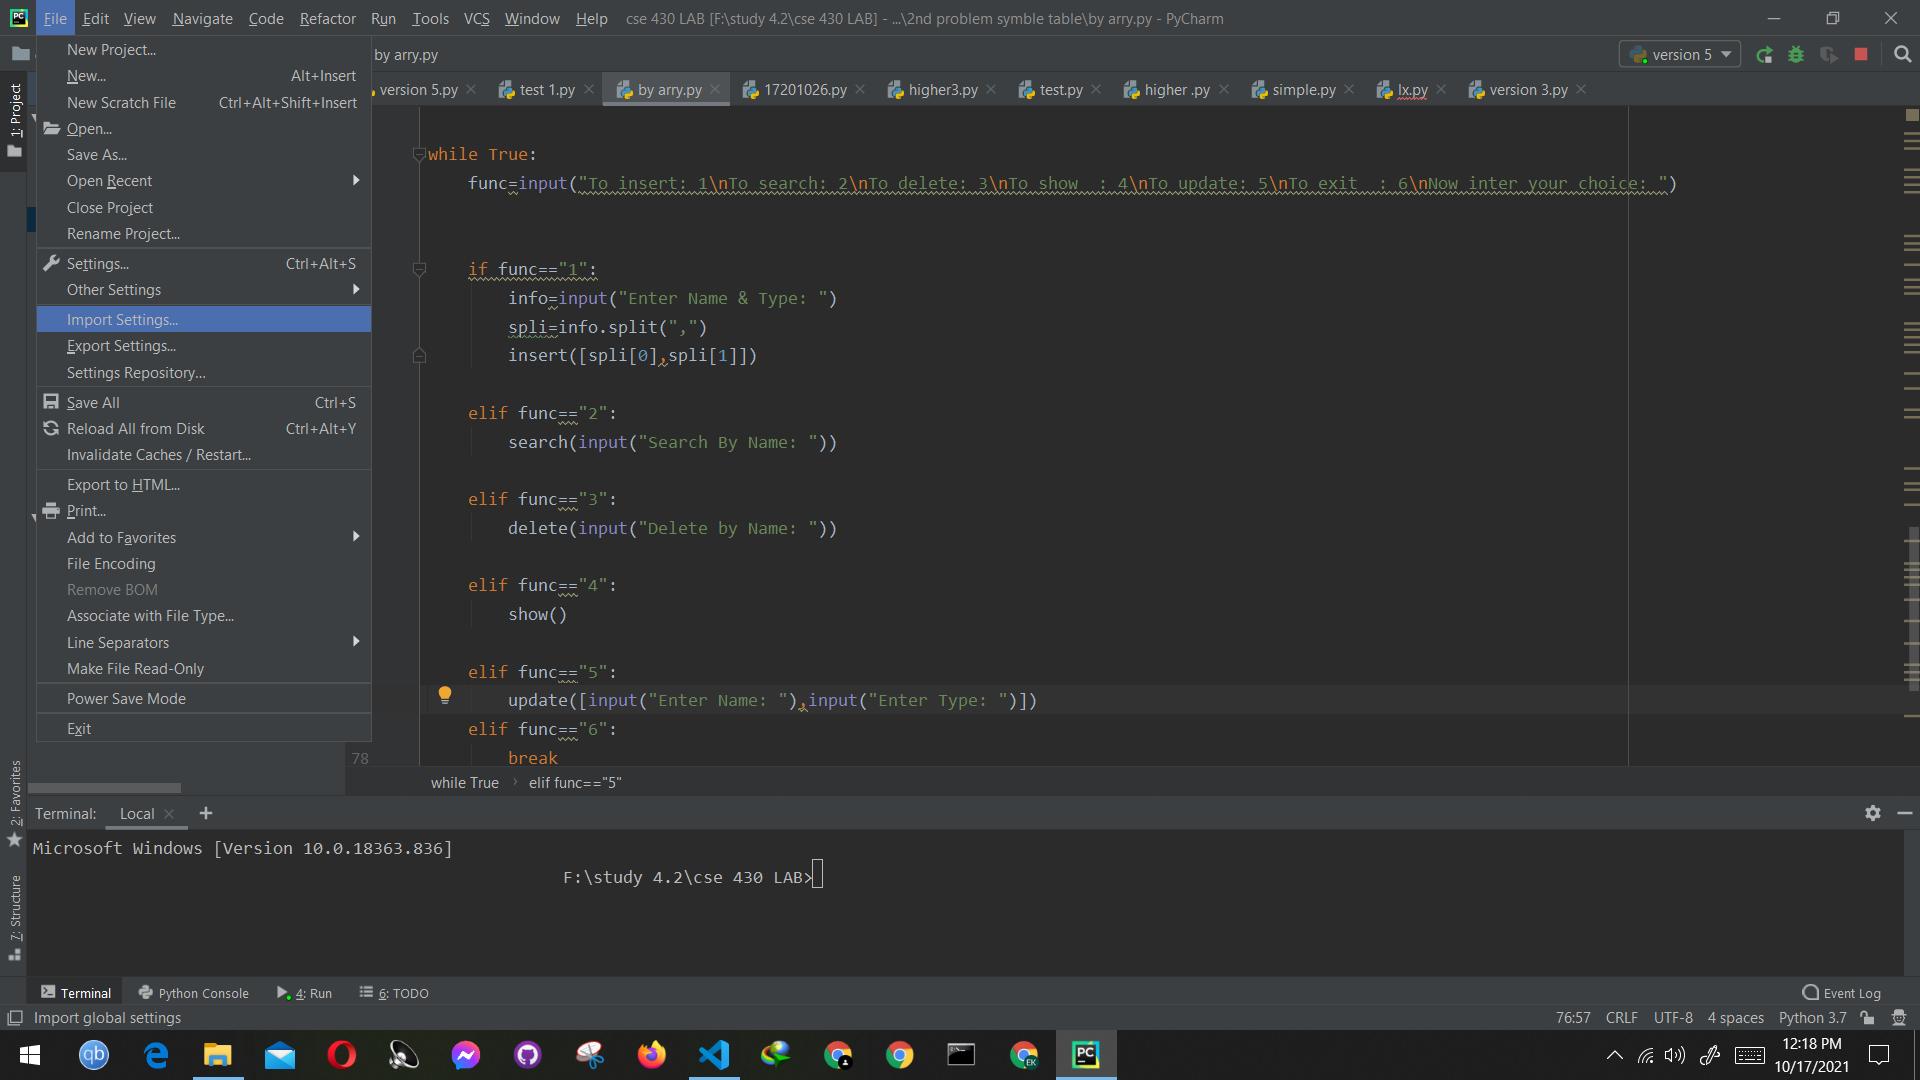 File Edit View Navigate Code Refactor Run Tools VCS Window Help cse 430 LAB [F:\study 4.2\cse 430 LAB] - ...\2nd problem symble table\by arry.py - PyCharm
by arry.py
version 5
version 5.py test 1.py by arry.py 17201026.py higher3.py test.py higher .py simple.py lx.py version 3.py
1: Project
New Project...
New... Alt+Insert
New Scratch File Ctrl+Alt+Shift+Insert
Open...
Save As...
Open Recent
Close Project
Rename Project...
Settings... Ctrl+Alt+S
Other Settings
Import Settings...
Export Settings...
Settings Repository...
Save All Ctrl+S
Reload All from Disk Ctrl+Alt+Y
Invalidate Caches / Restart...
Export to HTML...
Print...
Add to Favorites
File Encoding
Remove BOM
Associate with File Type...
Line Separators
Make File Read-Only
Power Save Mode
Exit
while True:
func=input("To insert: 1\nTo search: 2\nTo delete: 3\nTo show  : 4\nTo update: 5\nTo exit  : 6\nNow inter your choice: ")
if func=="1":
info=input("Enter Name & Type: ")
spli=info.split(",")
insert([spli[0],spli[1]])
elif func=="2":
search(input("Search By Name: "))
elif func=="3":
delete(input("Delete by Name: "))
elif func=="4":
show()
elif func=="5":
update([input("Enter Name: "),input("Enter Type: ")])
elif func=="6":
78 break
while True › elif func=="5"
2: Favorites
7: Structure
Terminal: Local
Microsoft Windows [Version 10.0.18363.836]
F:\study 4.2\cse 430 LAB>
Terminal Python Console 4: Run 6: TODO Event Log
Import global settings 76:57 CRLF UTF-8 4 spaces Python 3.7
qb EK PC
12:18 PM
10/17/2021